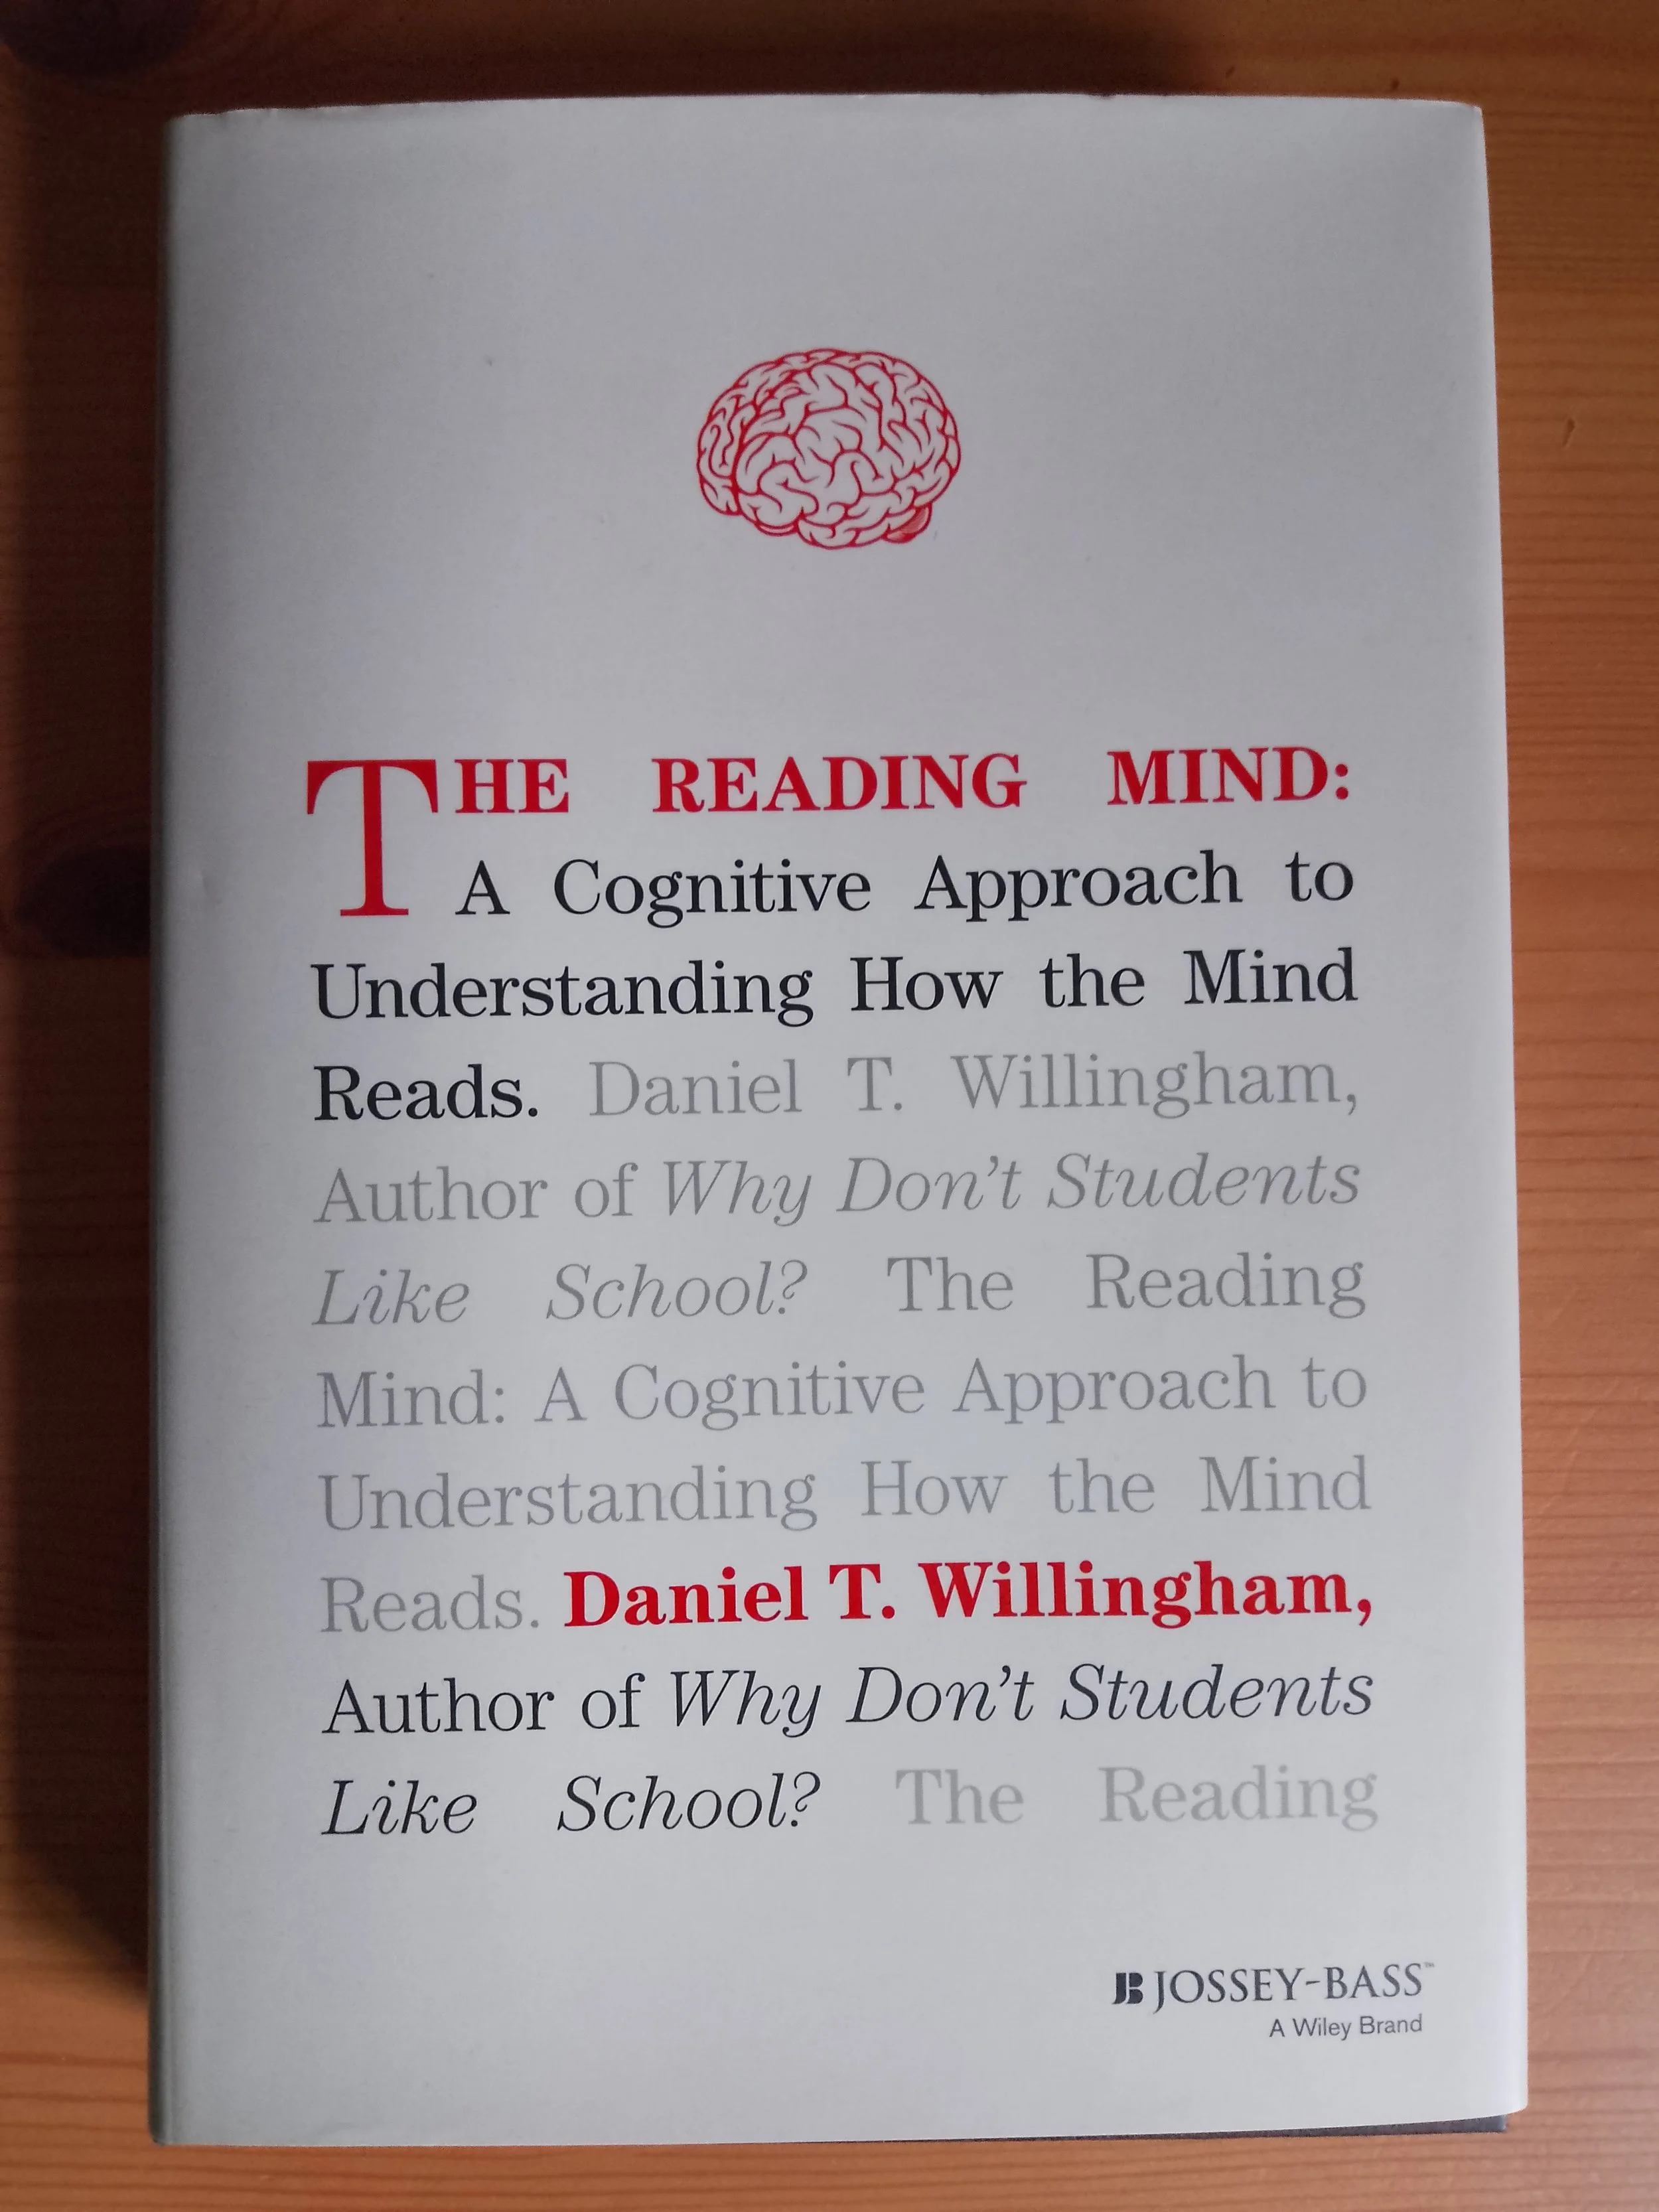 THE READING MIND:
A Cognitive Approach to
Understanding How the Mind
Reads. Daniel T. Willingham,
Author of Why Don't Students
Like School? The Reading
Mind: A Cognitive Approach to
Understanding How the Mind
Reads. Daniel T. Willingham,
Author of Why Don't Students
Like School? The Reading
JB JOSSEY-BASS™
A Wiley Brand